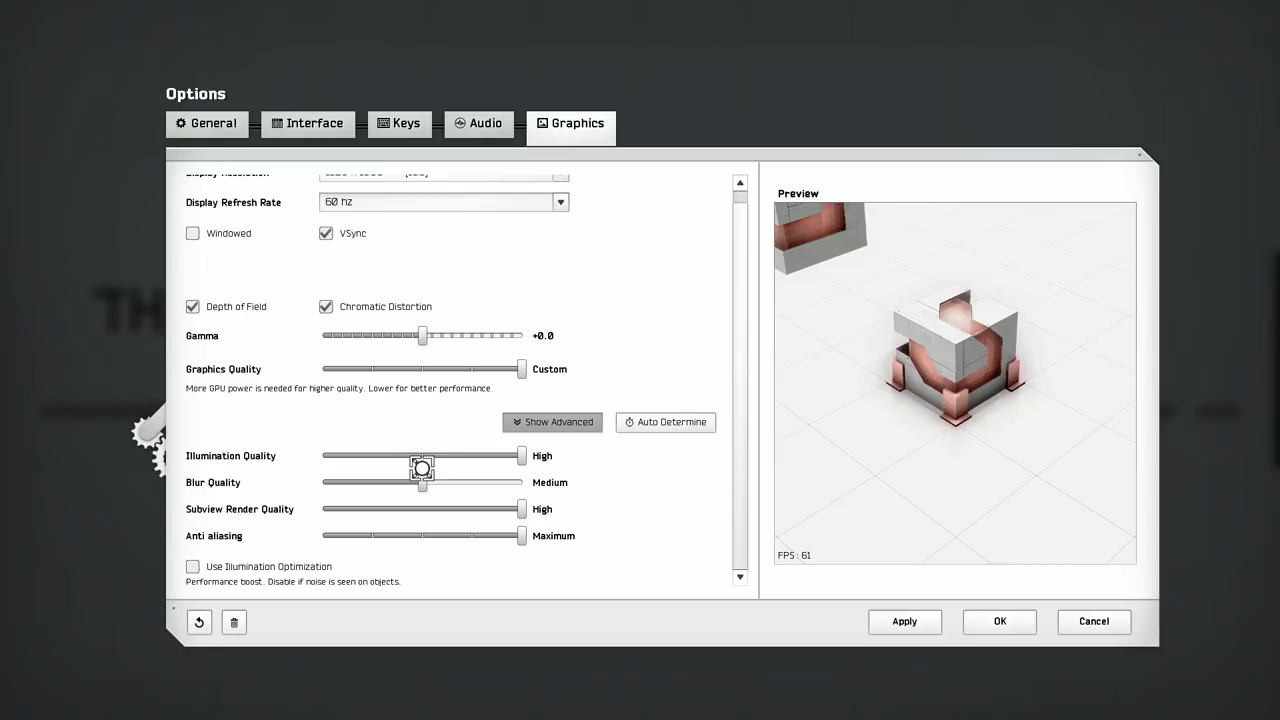 Options
General
Interface
Keys
Audio
Graphics
Display Refresh Rate
60 hz
Windowed
VSync
Depth of Field
Chromatic Distortion
Gamma
+0.0
Graphics Quality
Custom
More GPU power is needed for higher quality. Lower for better performance.
Show Advanced
Auto Determine
Illumination Quality
High
Blur Quality
Medium
Subview Render Quality
High
Anti aliasing
Maximum
Use Illumination Optimization
Performance boost. Disable if noise is seen on objects.
Preview
FPS : 61
Apply
OK
Cancel